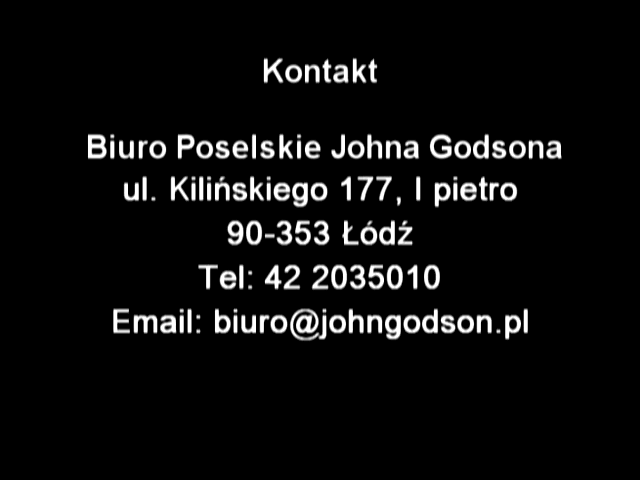 Kontakt
Biuro Poselskie Johna Godsona
ul. Kilińskiego 177, I pietro
90-353 Łódź
Tel: 42 2035010
Email: biuro@johngodson.pl